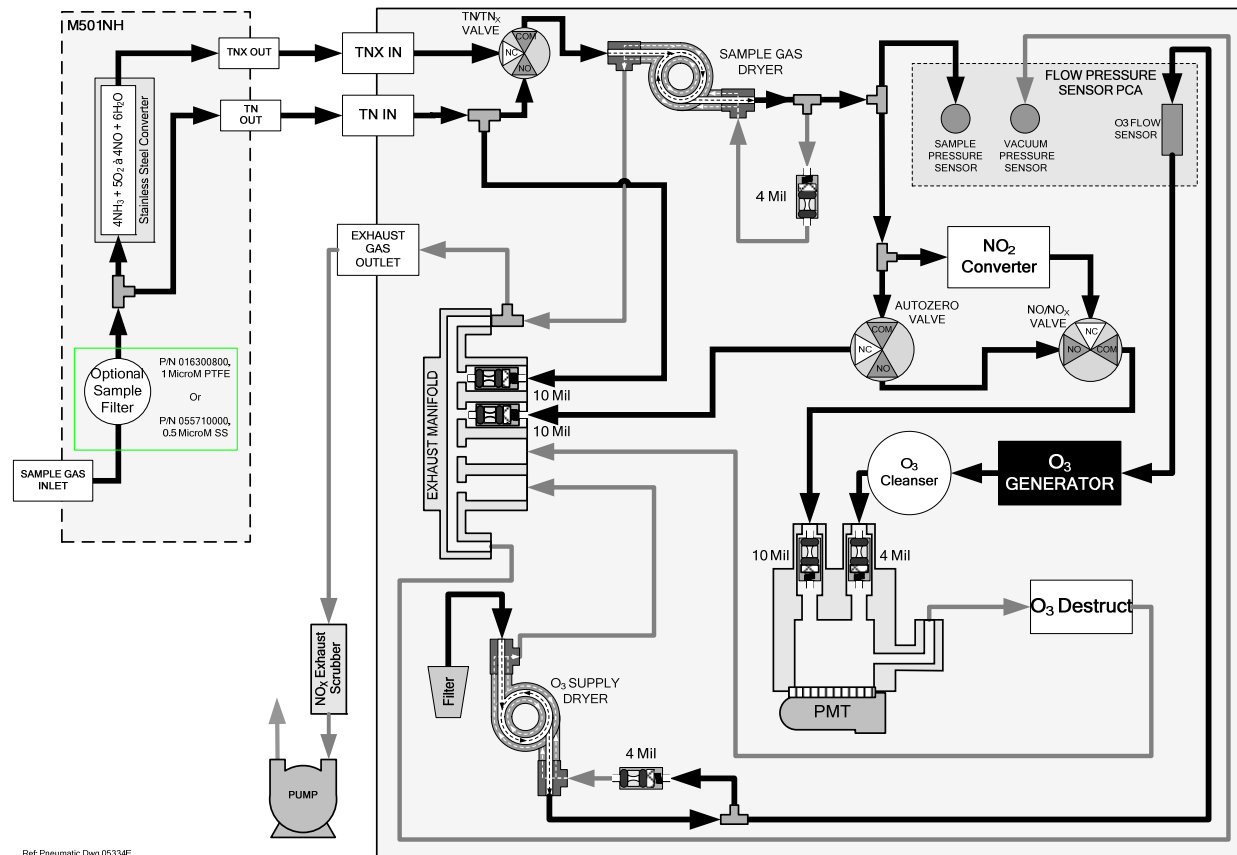 M501NH
TNX OUT
TN
OUT
4NH3 + 5O2 à 4NO + 6H2O
Stainless Steel Converter
Optional
Sample
Filter
P/N 016300800,
1 MicroM PTFE
Or
P/N 055710000,
0.5 MicroM SS
SAMPLE GAS
INLET
TNX IN
TN IN
TN/TNX
VALVE
COM
NC
NO
SAMPLE GAS
DRYER
4 Mil
FLOW PRESSURE
SENSOR PCA
SAMPLE
PRESSURE
SENSOR
VACUUM
PRESSURE
SENSOR
O3 FLOW
SENSOR
EXHAUST
GAS
OUTLET
EXHAUST MANIFOLD
10 Mil
10 Mil
AUTOZERO
VALVE
COM
NC
NO
NO2
Converter
NO/NOX
VALVE
NC
NO
COM
O3
Cleanser
O3
GENERATOR
10 Mil
4 Mil
O3 Destruct
PMT
NOX Exhaust
Scrubber
PUMP
Filter
O3 SUPPLY
DRYER
4 Mil
Ref: Pneumatic Dwg 05334E